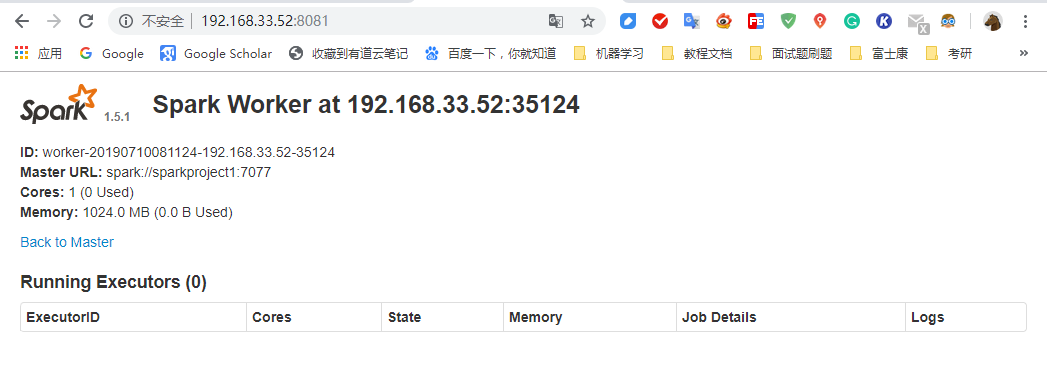 不安全 192.168.33.52:8081
应用 Google Google Scholar 收藏到有道云笔记 百度一下，你就知道 机器学习 教程文档 面试题刷题 富士康 考研 »
Spark 1.5.1 Spark Worker at 192.168.33.52:35124
ID: worker-20190710081124-192.168.33.52-35124
Master URL: spark://sparkproject1:7077
Cores: 1 (0 Used)
Memory: 1024.0 MB (0.0 B Used)
Back to Master
Running Executors (0)
ExecutorID Cores State Memory Job Details Logs